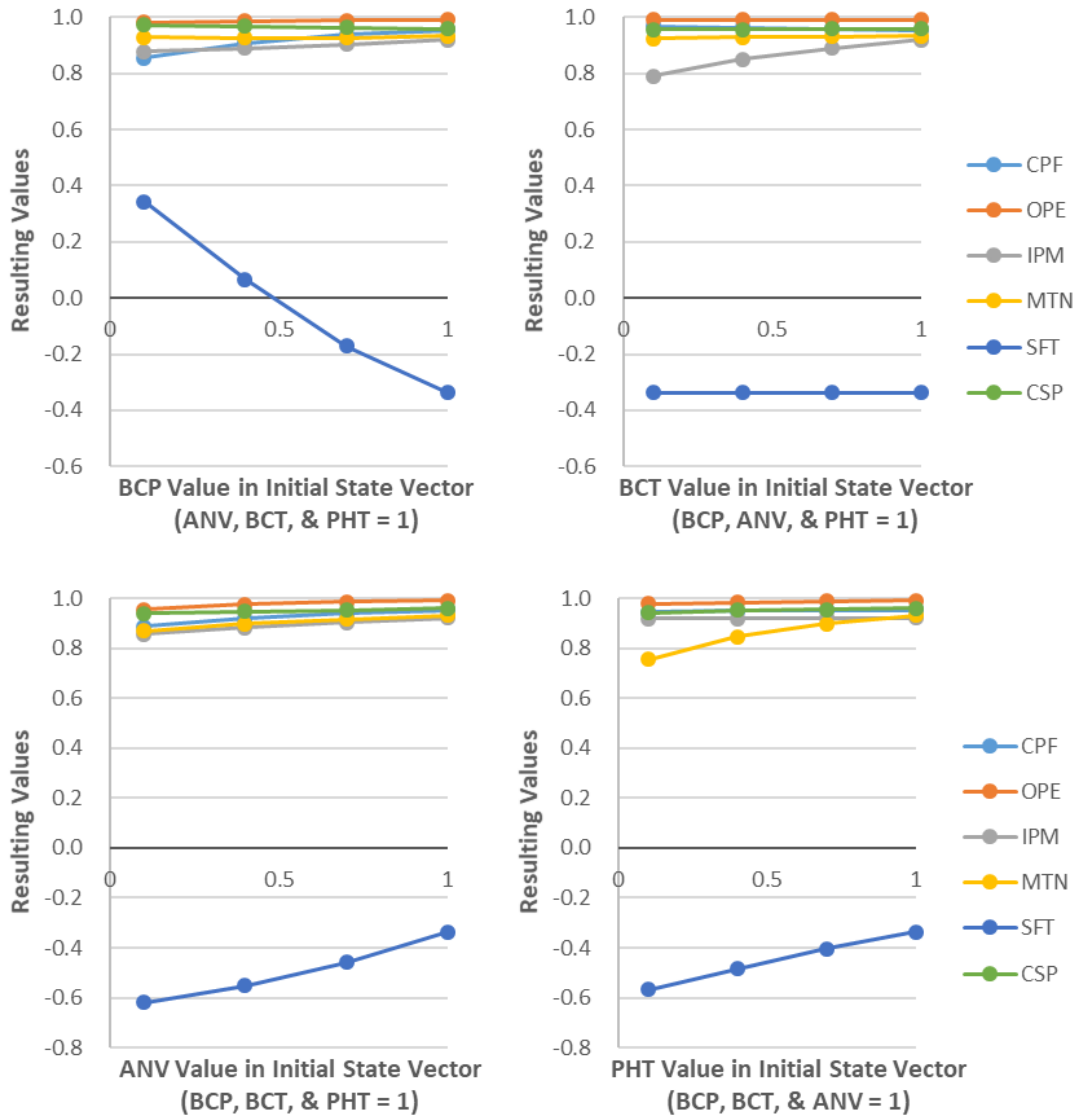 1.0
0.8
0.6
0.4
0.2
0.0
-0.2
-0.4
-0.6
0
0.5
1
Resulting Values
BCP Value in Initial State Vector
(ANV, BCT, & PHT = 1)
1.0
0.8
0.6
0.4
0.2
0.0
-0.2
-0.4
-0.6
0
0.5
1
Resulting Values
BCT Value in Initial State Vector
(BCP, ANV, & PHT = 1)
CPF
OPE
IPM
MTN
SFT
CSP
1.0
0.8
0.6
0.4
0.2
0.0
-0.2
-0.4
-0.6
-0.8
0
0.5
1
Resulting Values
ANV Value in Initial State Vector
(BCP, BCT, & PHT = 1)
1.0
0.8
0.6
0.4
0.2
0.0
-0.2
-0.4
-0.6
-0.8
0
0.5
1
Resulting Values
PHT Value in Initial State Vector
(BCP, BCT, & ANV = 1)
CPF
OPE
IPM
MTN
SFT
CSP